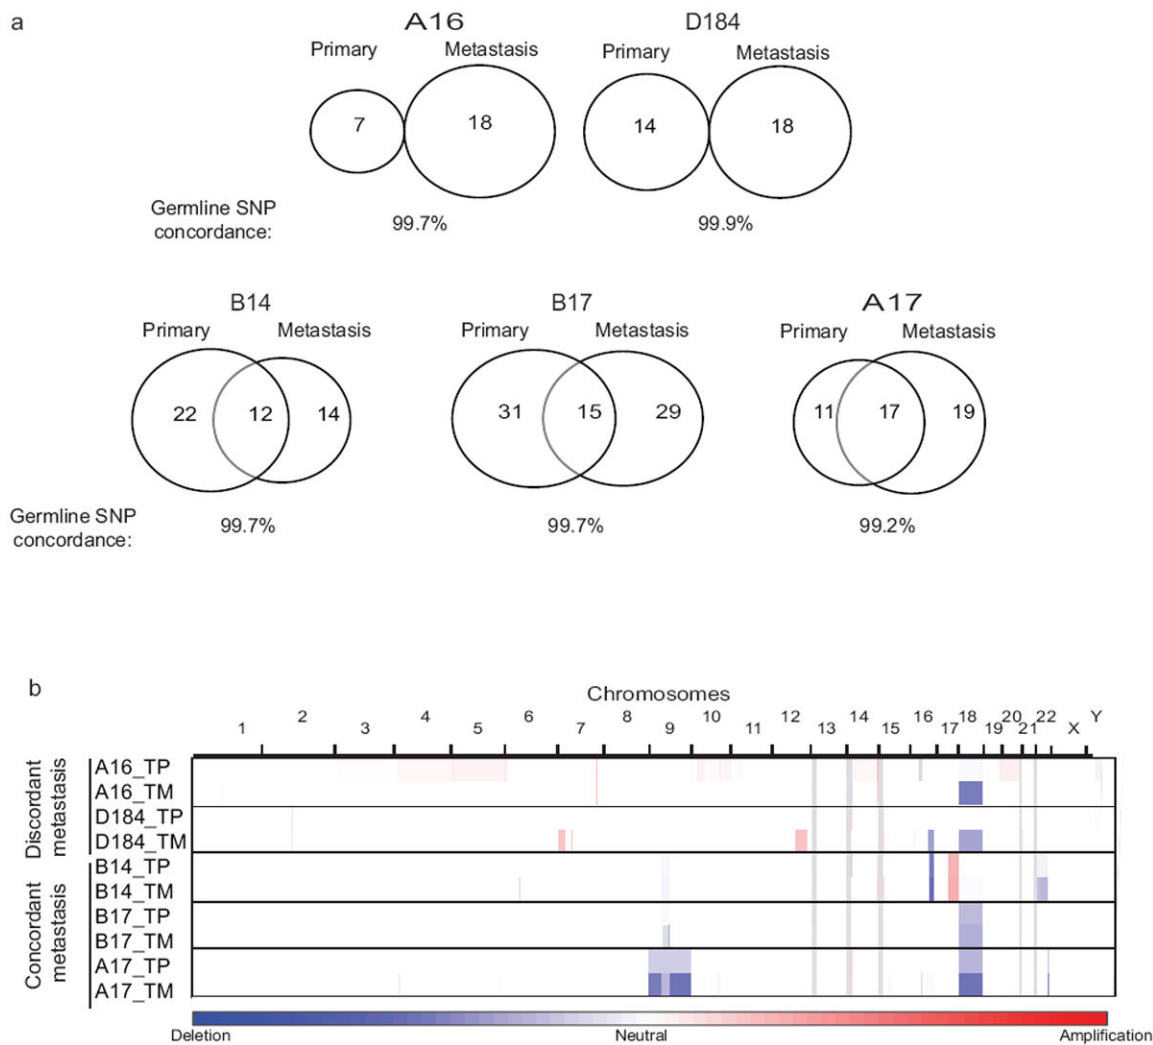 a
A16
D184
Primary Metastasis Primary Metastasis
7 18 14 18
Germline SNP
concordance:
99.7% 99.9%
B14 B17 A17
Primary Metastasis Primary Metastasis Primary Metastasis
22 12 14 31 15 29 11 17 19
Germline SNP
concordance:
99.7% 99.7% 99.2%
b
Chromosomes
1 2 3 4 5 6 7 8 9 10 11 12 13 14 15 16 17 18 19 20 21 22 X Y
Discordant
metastasis
A16_TP
A16_TM
D184_TP
D184_TM
Concordant
metastasis
B14_TP
B14_TM
B17_TP
B17_TM
A17_TP
A17_TM
Deletion Neutral Amplification